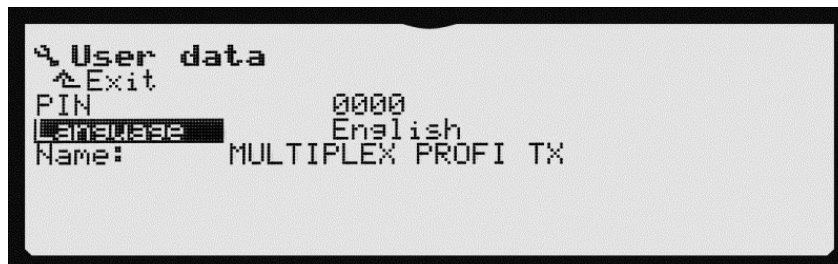 User data
Exit
PIN 0000
Language English
Name: MULTIPLEX PROFI TX